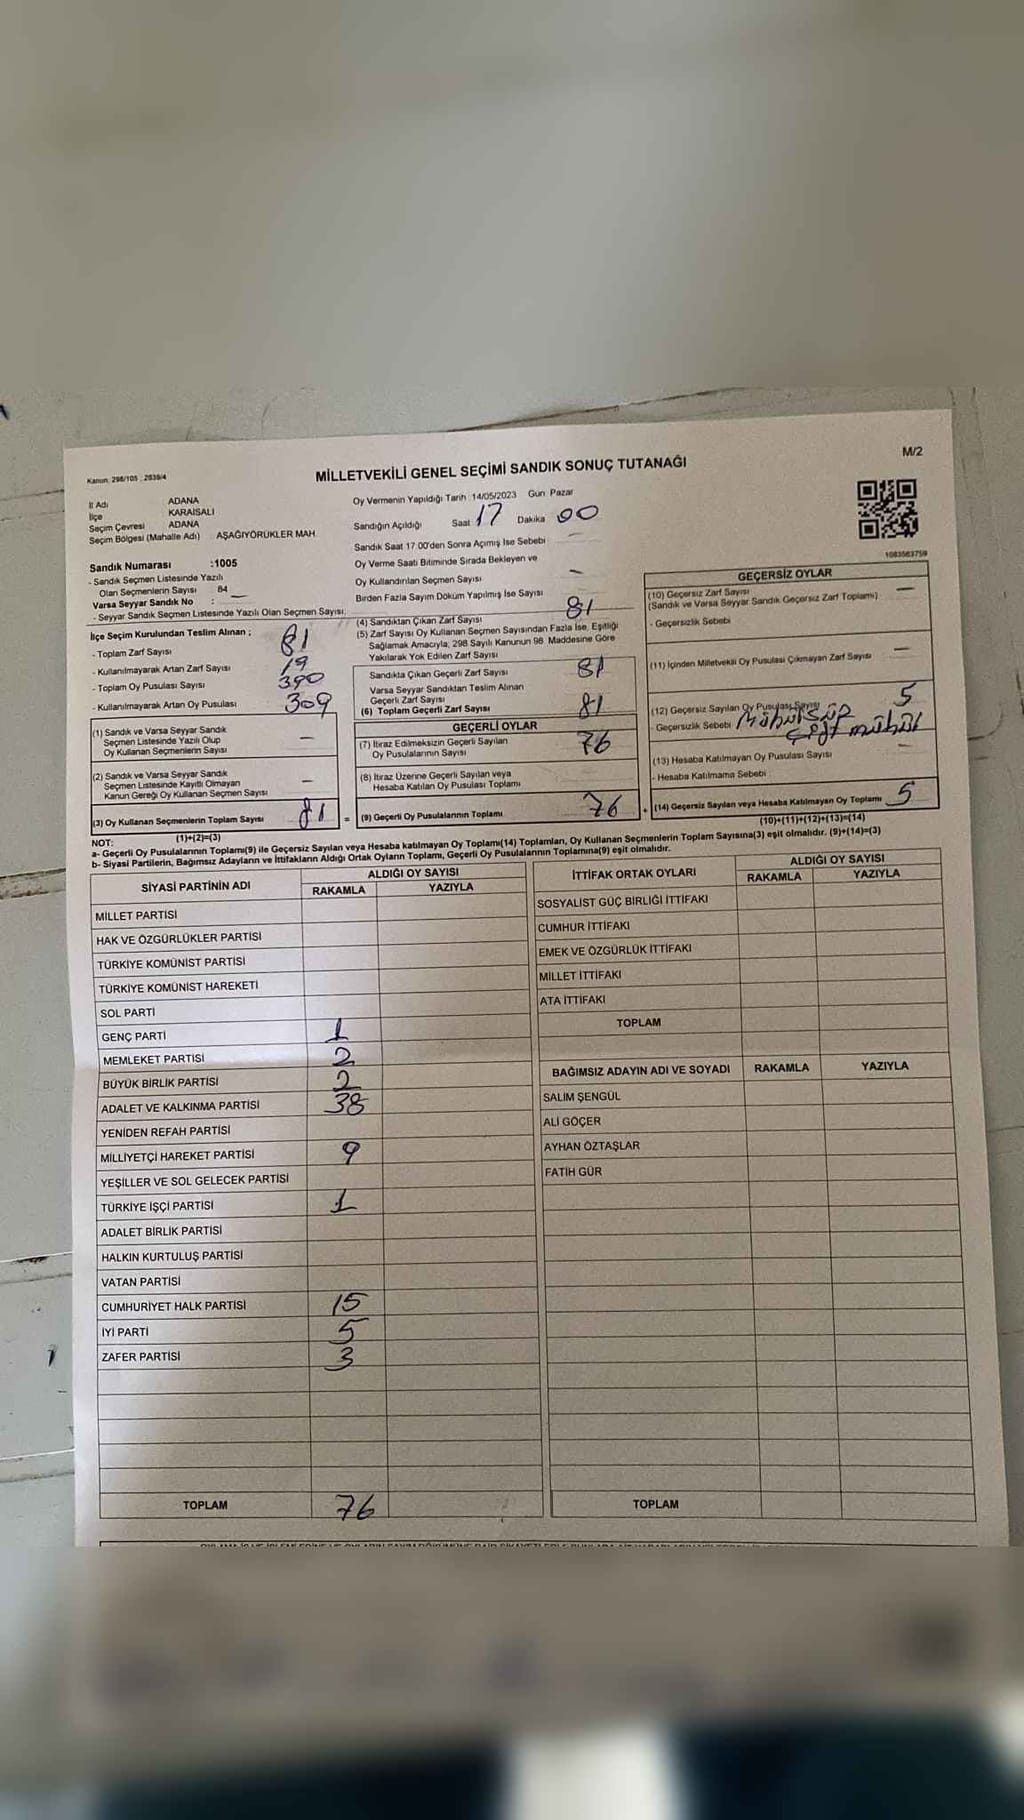 Kanun: 298/105 ; 2839/4
MİLLETVEKİLİ GENEL SEÇİMİ SANDIK SONUÇ TUTANAĞI
M/2
İl Adı ADANA
İlçe KARAİSALI
Seçim Çevresi ADANA
Seçim Bölgesi (Mahalle Adı) : AŞAĞIYÖRÜKLER MAH.
Oy Vermenin Yapıldığı Tarih :14/05/2023 Gün: Pazar
Sandığın Açıldığı Saat 17 Dakika 00
Sandık Saat 17:00'den Sonra Açılmış İse Sebebi —
Oy Verme Saati Bitiminde Sırada Bekleyen ve
Oy Kullandırılan Seçmen Sayısı —
Birden Fazla Sayım Döküm Yapılmış İse Sayısı
1083563759
Sandık Numarası :1005
- Sandık Seçmen Listesinde Yazılı
Olan Seçmenlerin Sayısı 84
Varsa Seyyar Sandık No : —
- Seyyar Sandık Seçmen Listesinde Yazılı Olan Seçmen Sayısı:
İlçe Seçim Kurulundan Teslim Alınan ;
- Toplam Zarf Sayısı 81
- Kullanılmayarak Artan Zarf Sayısı 19
- Toplam Oy Pusulası Sayısı 390
- Kullanılmayarak Artan Oy Pusulası 309
(1) Sandık ve Varsa Seyyar Sandık
Seçmen Listesinde Yazılı Olup
Oy Kullanan Seçmenlerin Sayısı —
(2) Sandık ve Varsa Seyyar Sandık
Seçmen Listesinde Kayıtlı Olmayan
Kanun Gereği Oy Kullanan Seçmen Sayısı —
(3) Oy Kullanan Seçmenlerin Toplam Sayısı 81
(1)+(2)=(3)
(4) Sandıktan Çıkan Zarf Sayısı 81
(5) Zarf Sayısı Oy Kullanan Seçmen Sayısından Fazla İse, Eşitliği
Sağlamak Amacıyla, 298 Sayılı Kanunun 98. Maddesine Göre
Yakılarak Yok Edilen Zarf Sayısı
Sandıkta Çıkan Geçerli Zarf Sayısı 81
Varsa Seyyar Sandıktan Teslim Alınan
Geçerli Zarf Sayısı
(6) Toplam Geçerli Zarf Sayısı 81
GEÇERLİ OYLAR
(7) İtiraz Edilmeksizin Geçerli Sayılan
Oy Pusulalarının Sayısı 76
(8) İtiraz Üzerine Geçerli Sayılan veya
Hesaba Katılan Oy Pusulası Toplamı
= (9) Geçerli Oy Pusulalarının Toplamı 76
GEÇERSİZ OYLAR
(10) Geçersiz Zarf Sayısı —
(Sandık ve Varsa Seyyar Sandık Geçersiz Zarf Toplamı)
- Geçersizlik Sebebi
(11) İçinden Milletvekili Oy Pusulası Çıkmayan Zarf Sayısı —
(12) Geçersiz Sayılan Oy Pusulası Sayısı 5
- Geçersizlik Sebebi
mühür
(13) Hesaba Katılmayan Oy Pusulası Sayısı —
- Hesaba Katılmama Sebebi
+ (14) Geçersiz Sayılan veya Hesaba Katılmayan Oy Toplamı 5
(10)+(11)+(12)+(13)=(14)
NOT:
a- Geçerli Oy Pusulalarının Toplamı(9) ile Geçersiz Sayılan veya Hesaba Katılmayan Oy Toplamı(14) Toplamları, Oy Kullanan Seçmenlerin Toplam Sayısına(3) eşit olmalıdır. (9)+(14)=(3)
b- Siyasi Partilerin, Bağımsız Adayların ve İttifakların Aldığı Ortak Oyların Toplamı, Geçerli Oy Pusulalarının Toplamına(9) eşit olmalıdır.
SİYASİ PARTİNİN ADI
ALDIĞI OY SAYISI
RAKAMLA YAZIYLA
MİLLET PARTİSİ
HAK VE ÖZGÜRLÜKLER PARTİSİ
TÜRKİYE KOMÜNİST PARTİSİ
TÜRKİYE KOMÜNİST HAREKETİ
SOL PARTİ
GENÇ PARTİ 1
MEMLEKET PARTİSİ 2
BÜYÜK BİRLİK PARTİSİ 2
ADALET VE KALKINMA PARTİSİ 38
YENİDEN REFAH PARTİSİ
MİLLİYETÇİ HAREKET PARTİSİ 9
YEŞİLLER VE SOL GELECEK PARTİSİ
TÜRKİYE İŞÇİ PARTİSİ 1
ADALET BİRLİK PARTİSİ
HALKIN KURTULUŞ PARTİSİ
VATAN PARTİSİ
CUMHURİYET HALK PARTİSİ 15
İYİ PARTİ 5
ZAFER PARTİSİ 3
TOPLAM 76
İTTİFAK ORTAK OYLARI
ALDIĞI OY SAYISI
RAKAMLA YAZIYLA
SOSYALİST GÜÇ BİRLİĞİ İTTİFAKI
CUMHUR İTTİFAKI
EMEK VE ÖZGÜRLÜK İTTİFAKI
MİLLET İTTİFAKI
ATA İTTİFAKI
TOPLAM
BAĞIMSIZ ADAYIN ADI VE SOYADI RAKAMLA YAZIYLA
SALİM ŞENGÜL
ALİ GÖÇER
AYHAN ÖZTAŞLAR
FATİH GÜR
TOPLAM